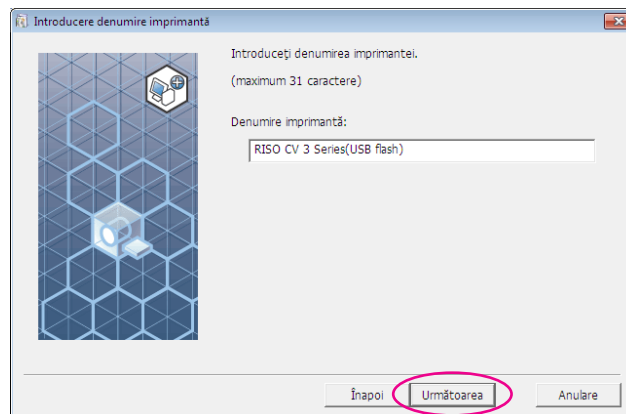 Introducere denumire imprimantă
Introduceți denumirea imprimantei.
(maximum 31 caractere)
Denumire imprimantă:
RISO CV 3 Series(USB flash)
Înapoi Următoarea Anulare